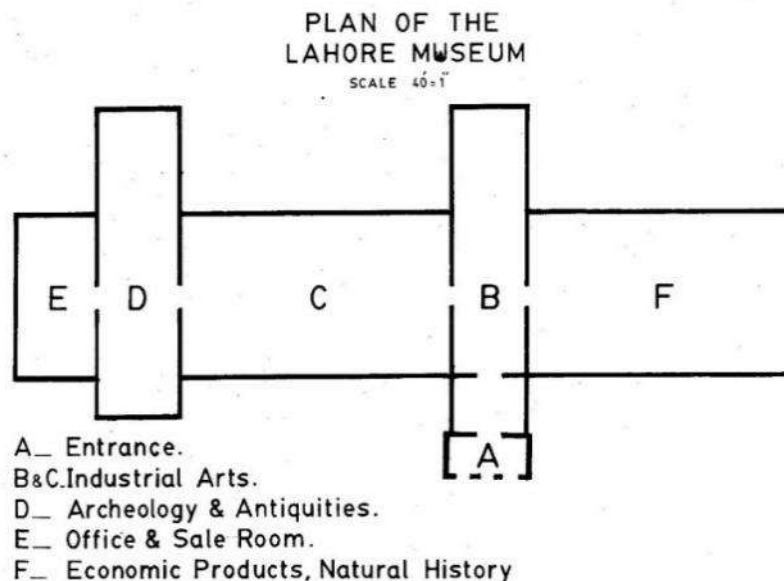 PLAN OF THE
LAHORE MUSEUM
SCALE 40'=1"
E D C B F
A
A_ Entrance.
B&C.Industrial Arts.
D_ Archeology & Antiquities.
E_ Office & Sale Room.
F_ Economic Products, Natural History